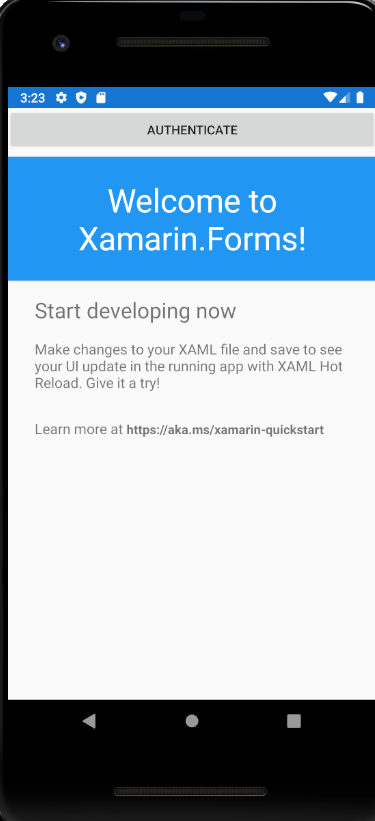 3:23
AUTHENTICATE
Welcome to
Xamarin.Forms!
Start developing now
Make changes to your XAML file and save to see
your UI update in the running app with XAML Hot
Reload. Give it a try!
Learn more at https://aka.ms/xamarin-quickstart